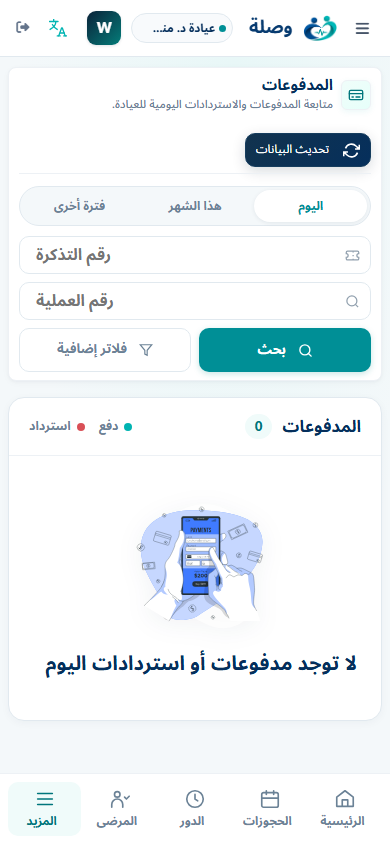 وصلة
عيادة د. منـ...
W
المدفوعات
متابعة المدفوعات والاستردادات اليومية للعيادة.
تحديث البيانات
اليوم
هذا الشهر
فترة أخرى
رقم التذكرة
رقم العملية
بحث
فلاتر إضافية
المدفوعات 0
دفع
استرداد
PAYMENTS
$200
لا توجد مدفوعات أو استردادات اليوم
الرئيسية
الحجوزات
الدور
المرضى
المزيد